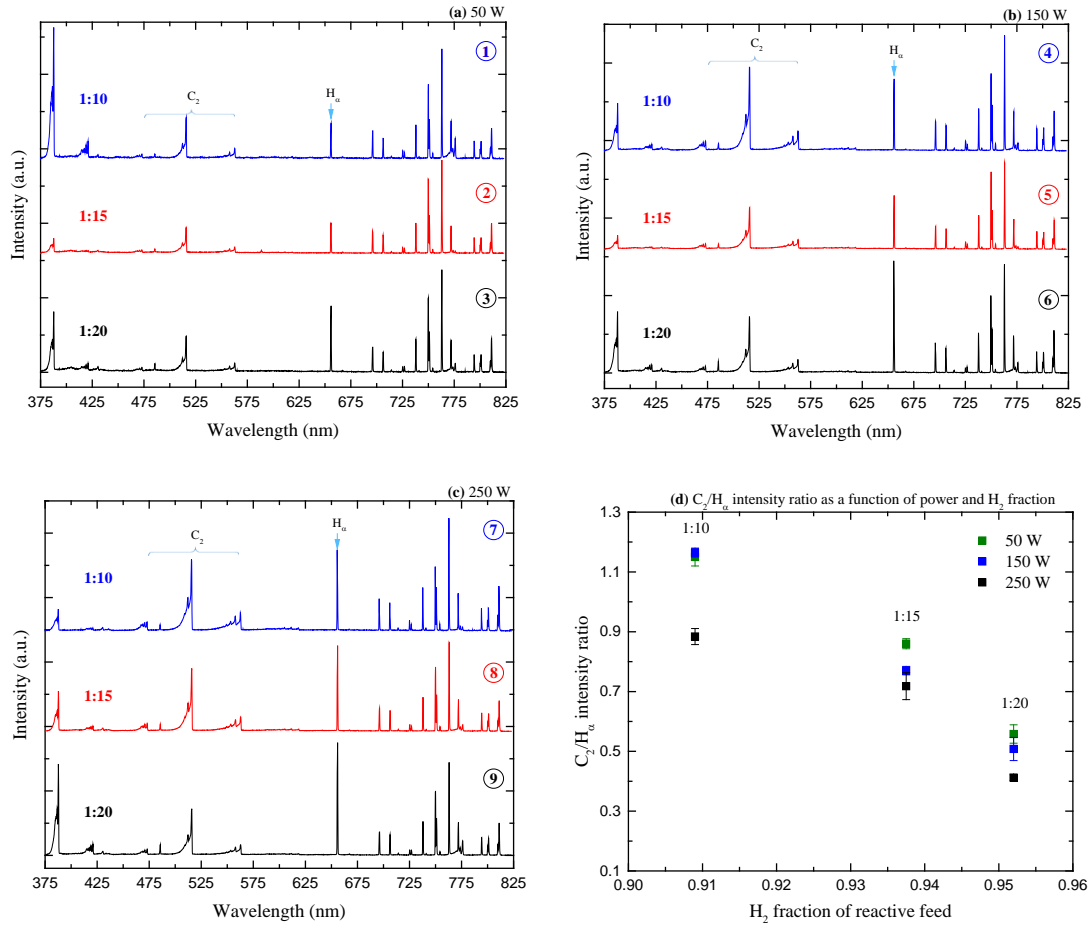 (a) 50 W
1
C₂
Hα
1:10
2
1:15
3
1:20
Intensity (a.u.)
375 425 475 525 575 625 675 725 775 825
Wavelength (nm)
(b) 150 W
4
C₂
Hα
1:10
5
1:15
6
1:20
Intensity (a.u.)
375 425 475 525 575 625 675 725 775 825
Wavelength (nm)
(c) 250 W
7
C₂
Hα
1:10
8
1:15
9
1:20
Intensity (a.u.)
375 425 475 525 575 625 675 725 775 825
Wavelength (nm)
(d) C₂/Hα intensity ratio as a function of power and H₂ fraction
1.3
1.1
0.9
0.7
0.5
0.3
0.1
C₂/Hα intensity ratio
1:10
1:15
1:20
50 W
150 W
250 W
0.90 0.91 0.92 0.93 0.94 0.95 0.96
H₂ fraction of reactive feed